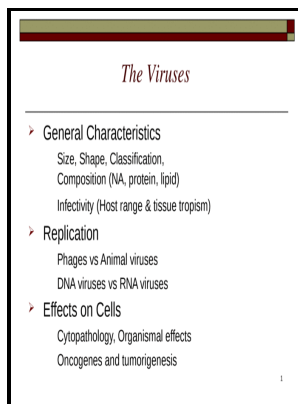 The Viruses
General Characteristics
Size, Shape, Classification,
Composition (NA, protein, lipid)
Infectivity (Host range & tissue tropism)
Replication
Phages vs Animal viruses
DNA viruses vs RNA viruses
Effects on Cells
Cytopathology, Organismal effects
Oncogenes and tumorigenesis
1